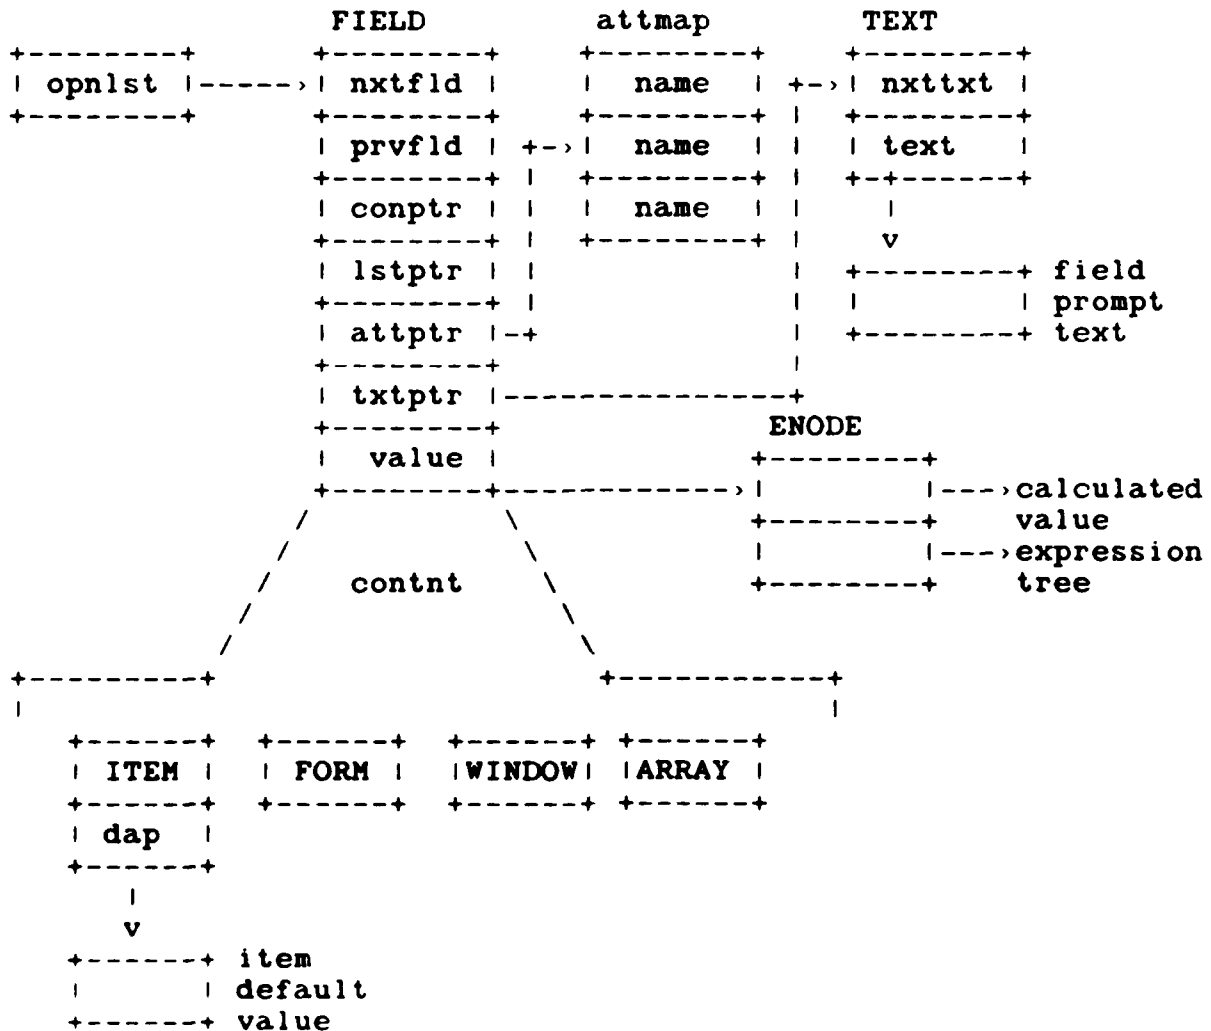 FIELD attmap TEXT
opnlst nxtfld name nxttxt
prvfld name text
conptr name
v
lstptr field
prompt
attptr text
txtptr
ENODE
value
calculated
value
expression
contnt tree
ITEM FORM WINDOW ARRAY
dap
v
item
default
value